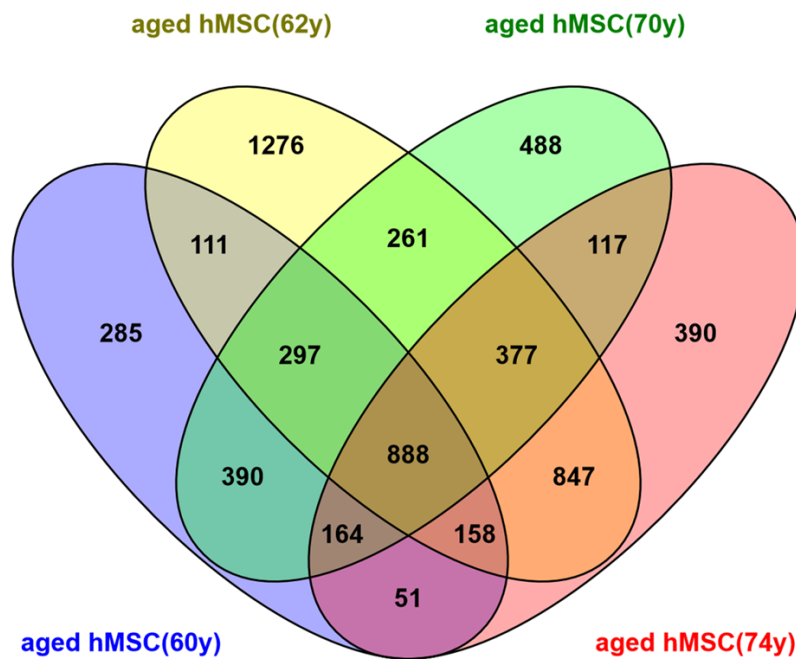 aged hMSC(62y) aged hMSC(70y)
1276 488
111 261 117
285 297 377 390
390 888 847
164 158
51
aged hMSC(60y) aged hMSC(74y)